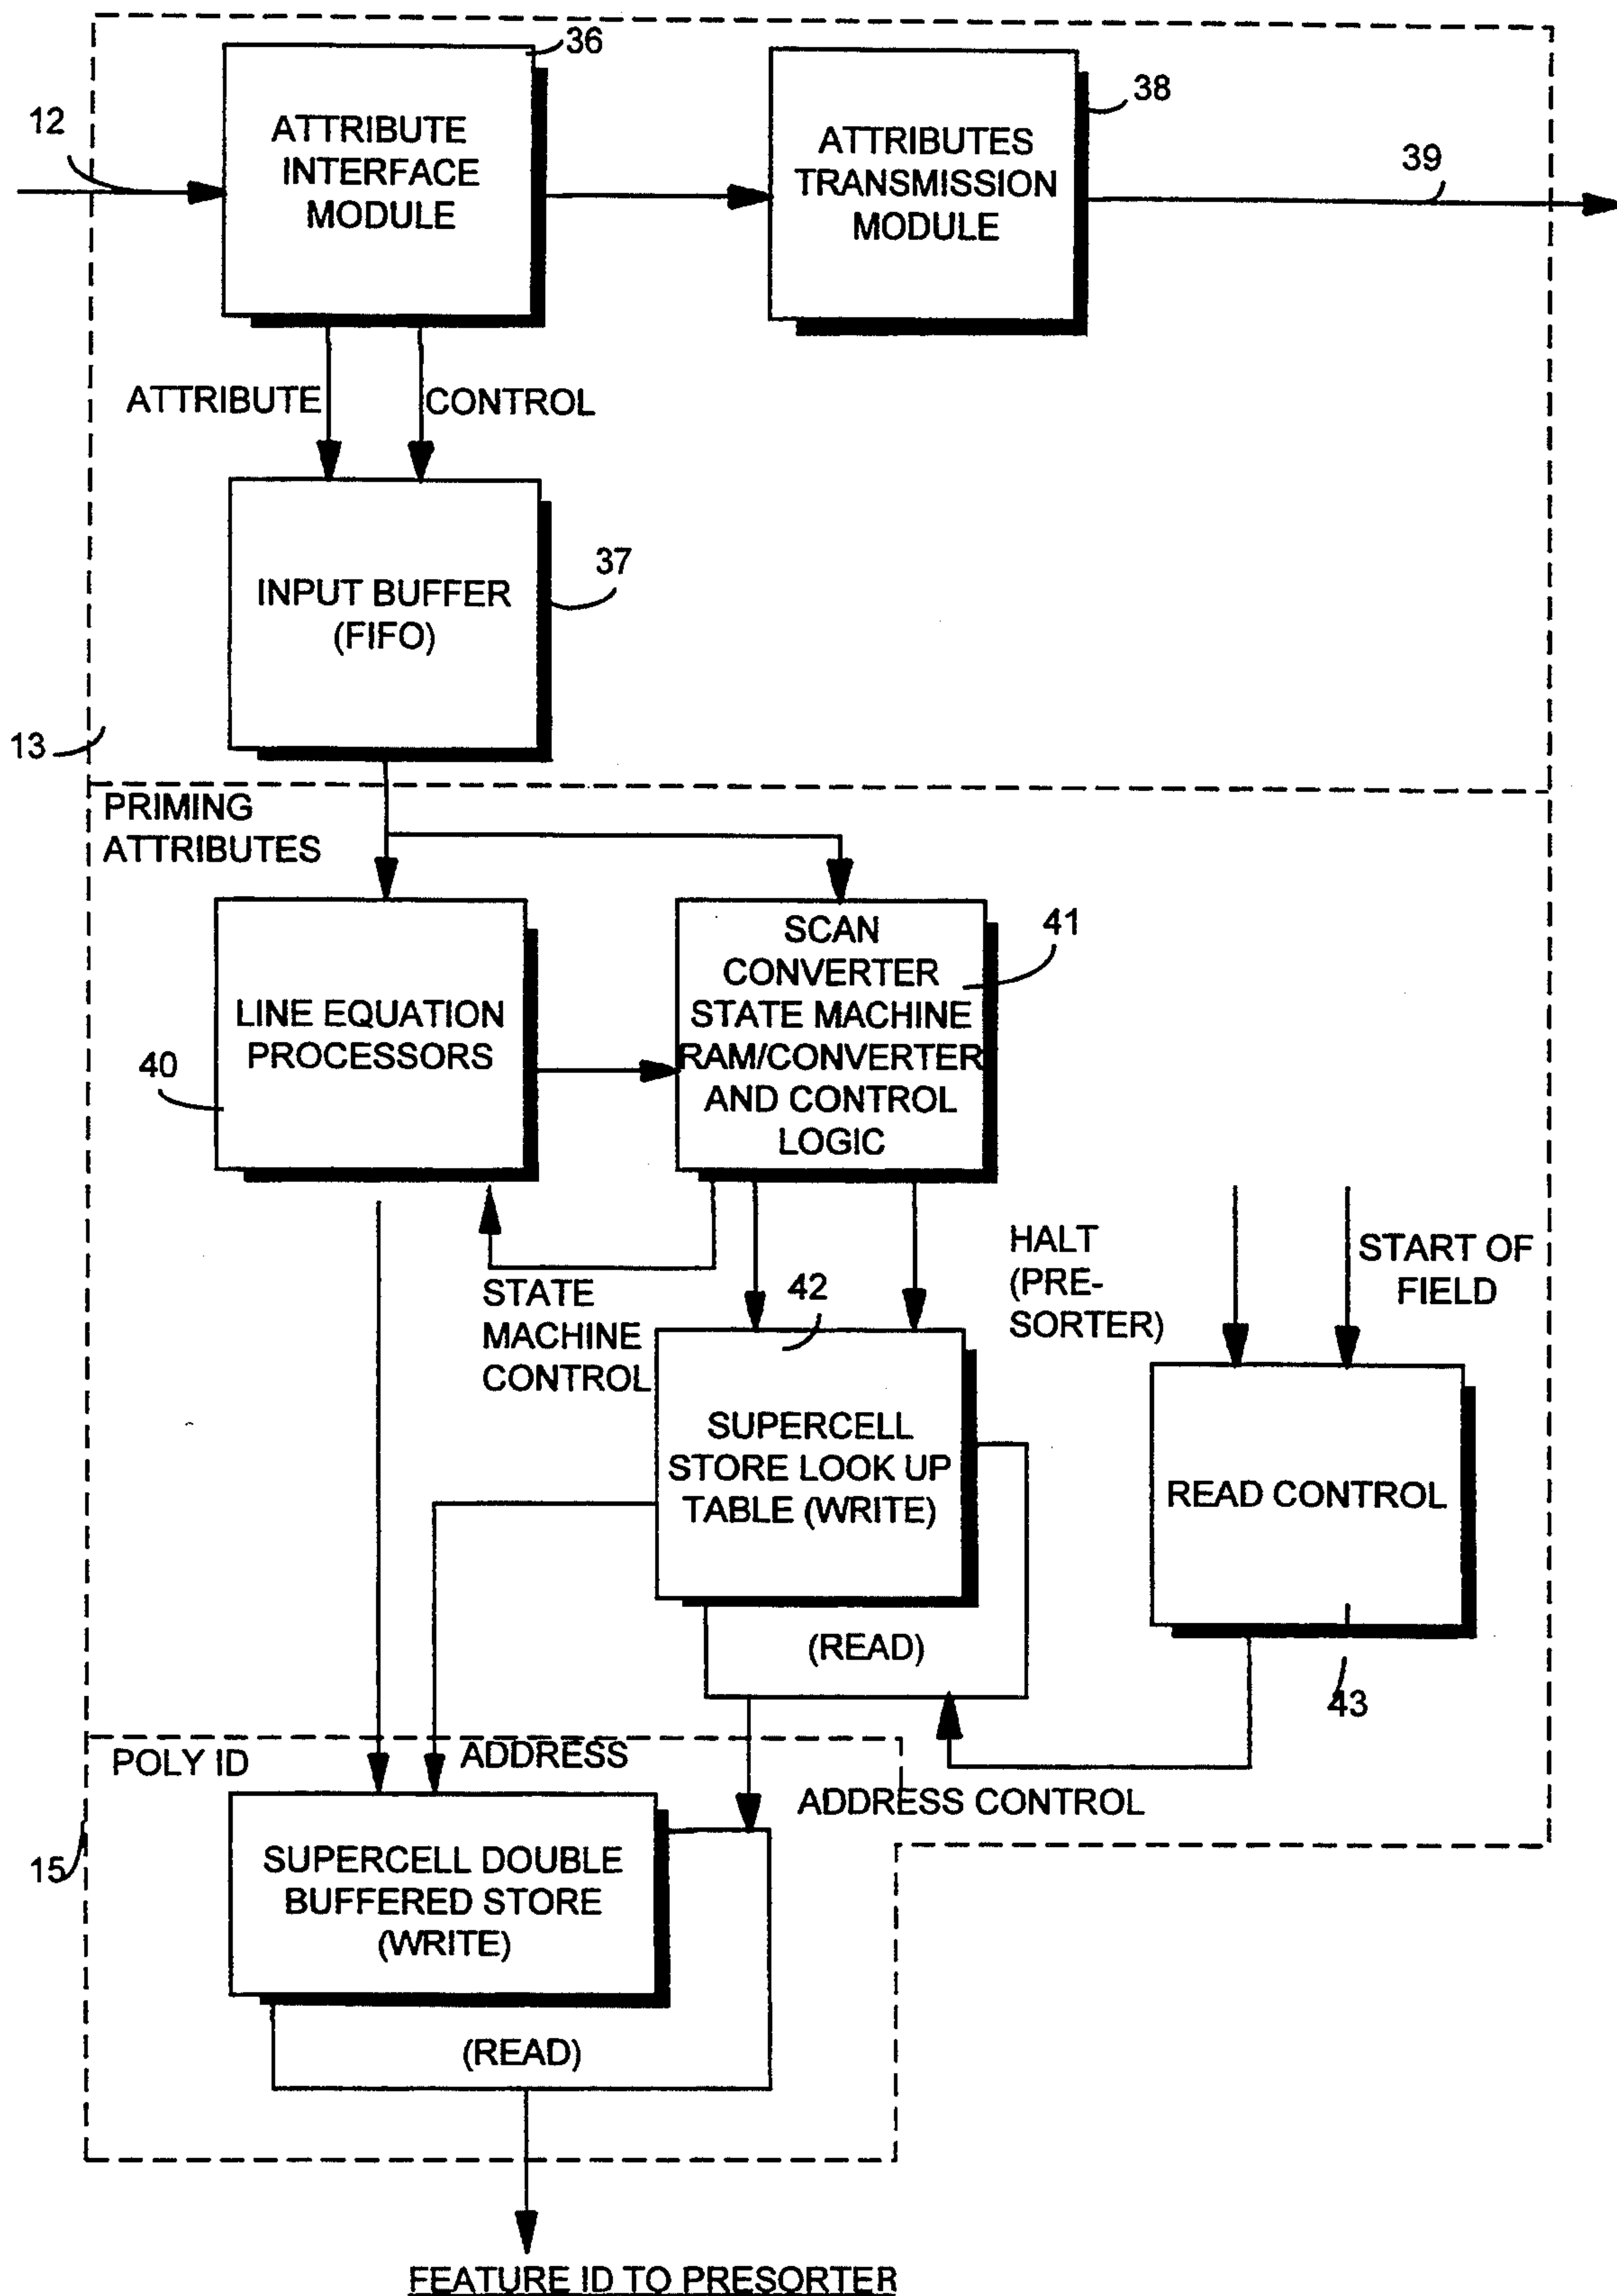 36
38
12
39
ATTRIBUTE
INTERFACE
MODULE
ATTRIBUTES
TRANSMISSION
MODULE
ATTRIBUTE
CONTROL
37
INPUT BUFFER
(FIFO)
13
PRIMING
ATTRIBUTES
41
SCAN
CONVERTER
STATE MACHINE
RAM/CONVERTER
AND CONTROL
LOGIC
LINE EQUATION
PROCESSORS
40
HALT
(PRE-
SORTER)
START OF
FIELD
STATE
MACHINE
CONTROL
42
SUPERCELL
STORE LOOK UP
TABLE (WRITE)
READ CONTROL
(READ)
43
POLY ID
ADDRESS
ADDRESS CONTROL
15
SUPERCELL DOUBLE
BUFFERED STORE
(WRITE)
(READ)
FEATURE ID TO PRESORTER